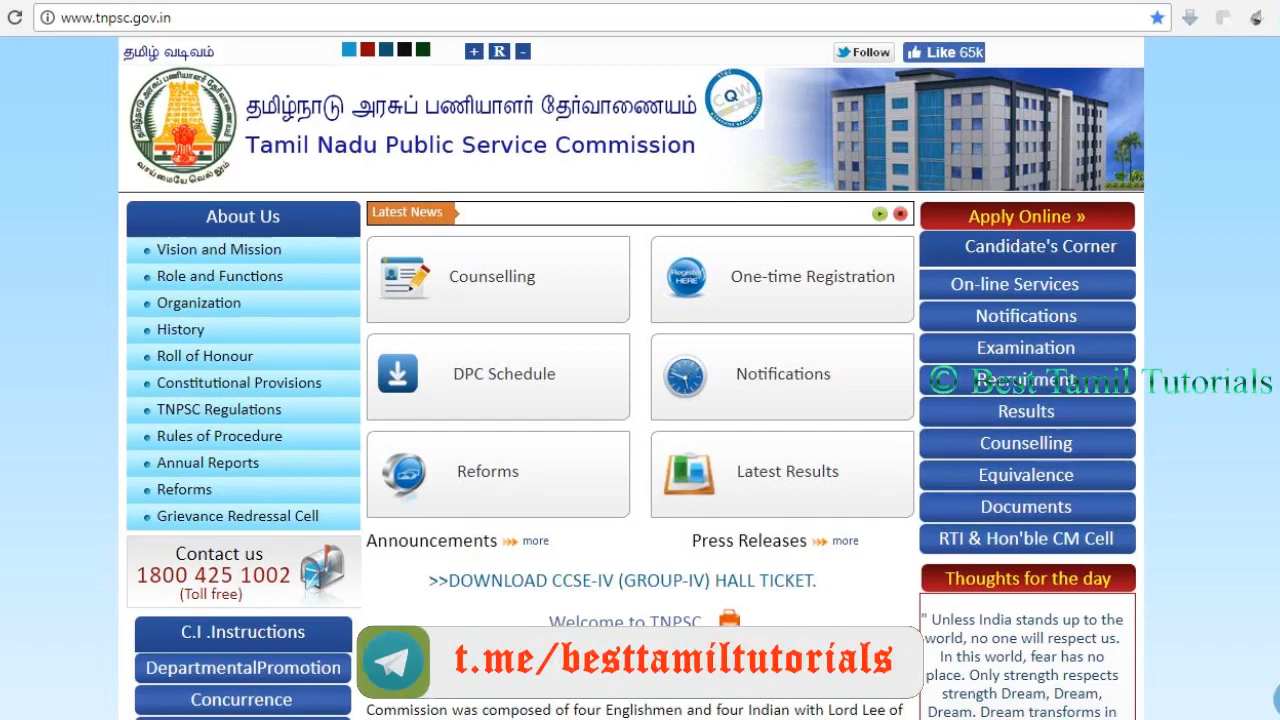 www.tnpsc.gov.in
தமிழ் வடிவம்
+ R -
Follow
Like 65k
தமிழ்நாடு அரசுப் பணியாளர் தேர்வாணையம்
Tamil Nadu Public Service Commission
CQW
வாய்மையே வெல்லும்
About Us
Vision and Mission
Role and Functions
Organization
History
Roll of Honour
Constitutional Provisions
TNPSC Regulations
Rules of Procedure
Annual Reports
Reforms
Grievance Redressal Cell
Contact us
1800 425 1002
(Toll free)
C.I .Instructions
DepartmentalPromotion
Concurrence
Latest News
Counselling
Register HERE
One-time Registration
DPC Schedule
Notifications
Reforms
Latest Results
Announcements more
Press Releases more
>>DOWNLOAD CCSE-IV (GROUP-IV) HALL TICKET.
Welcome to TNPSC
t.me/besttamiltutorials
Commission was composed of four Englishmen and four Indian with Lord Lee of
Apply Online »
Candidate's Corner
On-line Services
Notifications
Examination
Recruitment
© Best Tamil Tutorials
Results
Counselling
Equivalence
Documents
RTI & Hon'ble CM Cell
Thoughts for the day
" Unless India stands up to the
world, no one will respect us.
In this world, fear has no
place. Only strength respects
strength Dream, Dream,
Dream. Dream transforms in